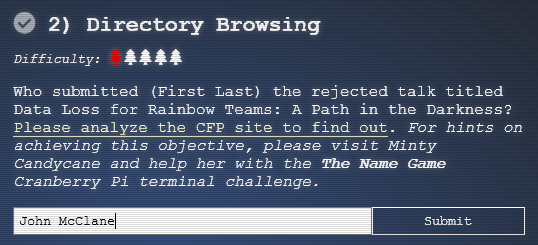 2) Directory Browsing
Difficulty:
Who submitted (First Last) the rejected talk titled
Data Loss for Rainbow Teams: A Path in the Darkness?
Please analyze the CFP site to find out. For hints on
achieving this objective, please visit Minty
Candycane and help her with the The Name Game
Cranberry Pi terminal challenge.
John McClane
Submit